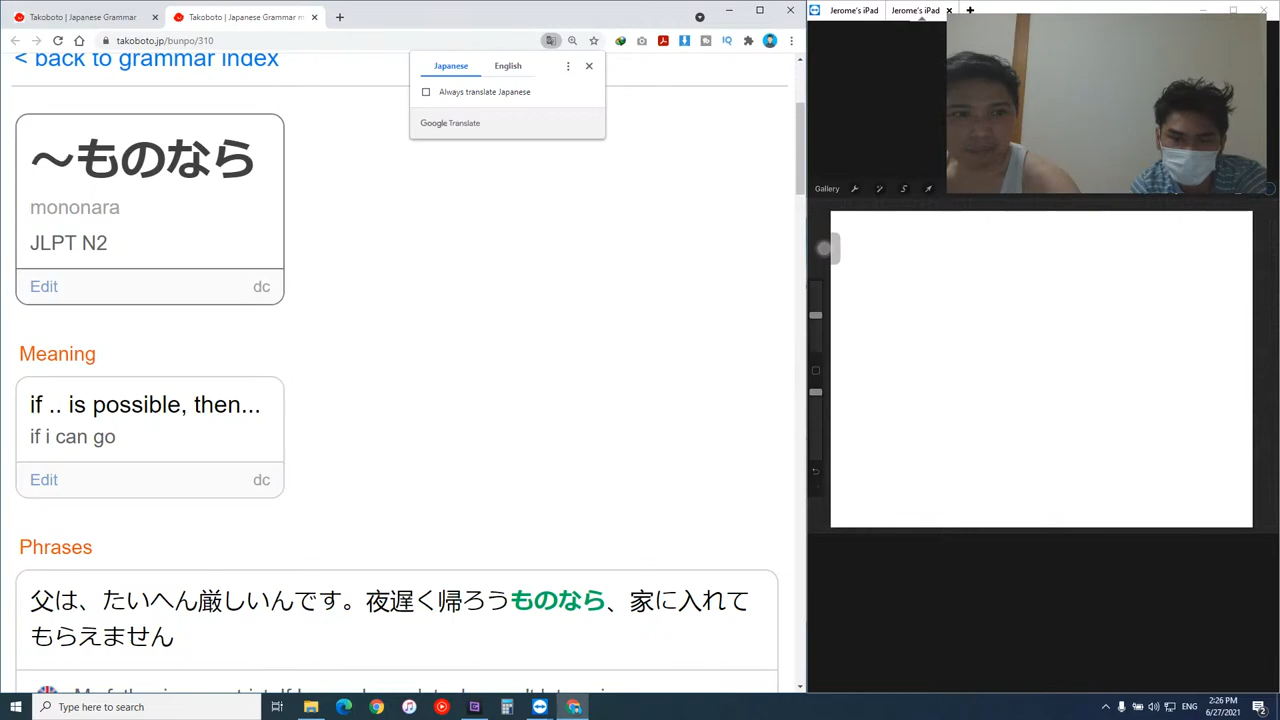 Takoboto | Japanese Grammar
Takoboto | Japanese Grammar m
Jerome's iPad
Jerome's iPad
takoboto.jp/bunpo/310
< back to grammar index
Japanese
English
Always translate Japanese
Google Translate
~ものなら
mononara
JLPT N2
Edit
dc
Meaning
if .. is possible, then...
if i can go
Edit
dc
Phrases
父は、たいへん厳しいんです。夜遅く帰ろうものなら、家に入れて
もらえません
Gallery
Type here to search
ENG
2:26 PM
6/27/2021
2